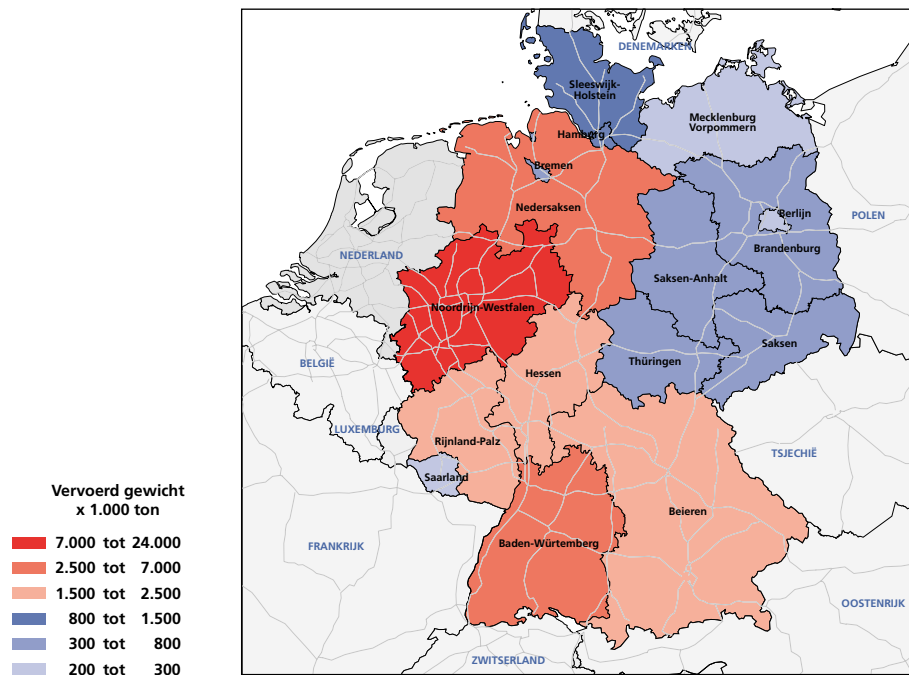 DENEMARKEN
Sleeswijk-
Holstein
Mecklenburg
Vorpommern
Hamburg
Bremen
Nedersaksen
Berlijn
POLEN
NEDERLAND
Brandenburg
Saksen-Anhalt
Noordrijn-Westfalen
Saksen
BELGIË
Thüringen
Hessen
LUXEMBURG
Rijnland-Palz
TSJECHIË
Saarland
Beieren
Baden-Würtemberg
FRANKRIJK
OOSTENRIJK
ZWITSERLAND
Vervoerd gewicht
x 1.000 ton
7.000 tot 24.000
2.500 tot 7.000
1.500 tot 2.500
800 tot 1.500
300 tot 800
200 tot 300